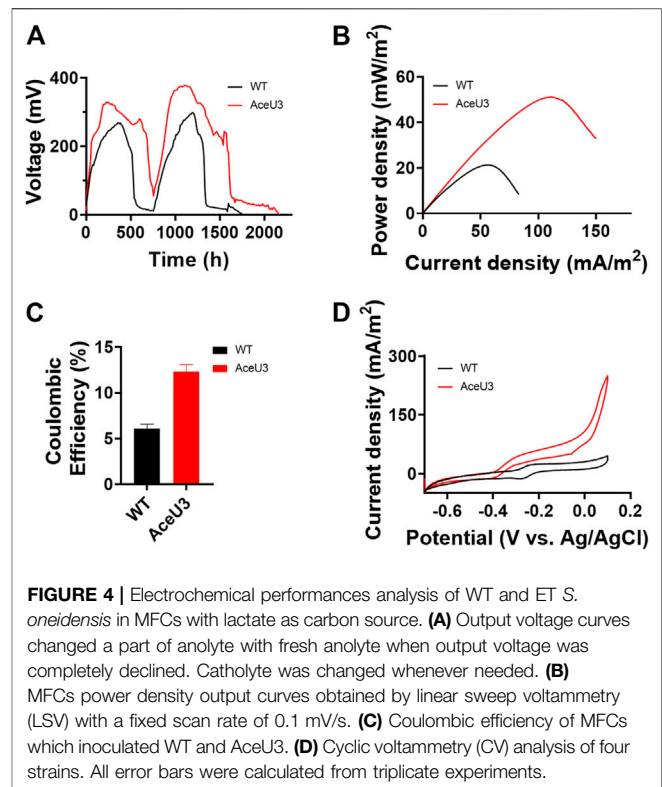 A
WT
AceU3
400
200
0
Voltage (mV)
0 500 1000 1500 2000
Time (h)
B
WT
AceU3
60
40
20
0
Power density (mW/m²)
0 50 100 150
Current density (mA/m²)
C
WT
AceU3
15
10
5
0
Coulombic
Efficiency (%)
WT
AceU3
D
WT
AceU3
300
150
0
Current density (mA/m²)
-0.6 -0.4 -0.2 0.0 0.2
Potential (V vs. Ag/AgCl)
FIGURE 4 | Electrochemical performances analysis of WT and ET S.
oneidensis in MFCs with lactate as carbon source. (A) Output voltage curves
changed a part of anolyte with fresh anolyte when output voltage was
completely declined. Catholyte was changed whenever needed. (B)
MFCs power density output curves obtained by linear sweep voltammetry
(LSV) with a fixed scan rate of 0.1 mV/s. (C) Coulombic efficiency of MFCs
which inoculated WT and AceU3. (D) Cyclic voltammetry (CV) analysis of four
strains. All error bars were calculated from triplicate experiments.